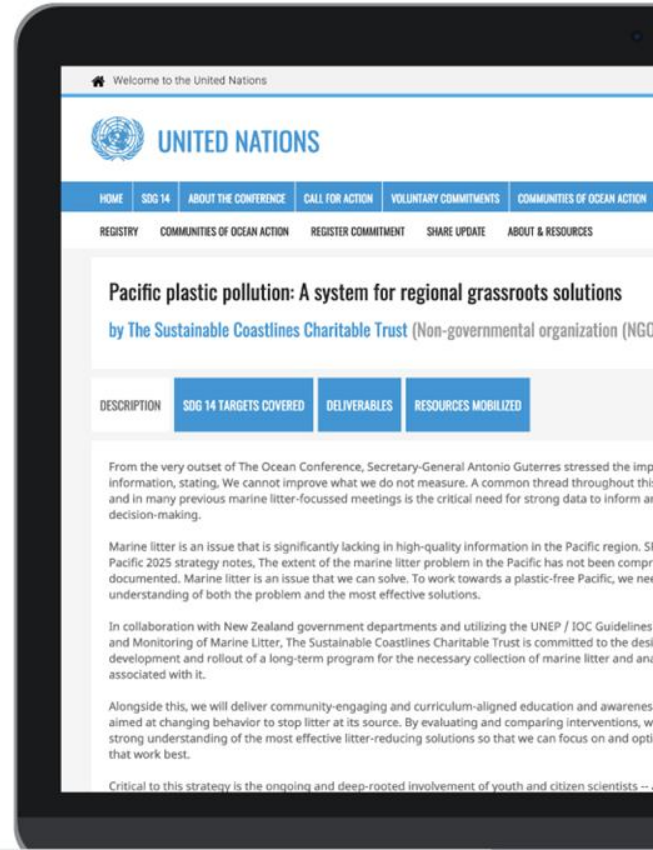 Welcome to the United Nations
UNITED NATIONS
HOME SDG 14 ABOUT THE CONFERENCE CALL FOR ACTION VOLUNTARY COMMITMENTS COMMUNITIES OF OCEAN ACTION
REGISTRY COMMUNITIES OF OCEAN ACTION REGISTER COMMITMENT SHARE UPDATE ABOUT & RESOURCES
Pacific plastic pollution: A system for regional grassroots solutions
by The Sustainable Coastlines Charitable Trust (Non-governmental organization (NGO
DESCRIPTION SDG 14 TARGETS COVERED DELIVERABLES RESOURCES MOBILIZED
From the very outset of The Ocean Conference, Secretary-General Antonio Guterres stressed the imp
information, stating, We cannot improve what we do not measure. A common thread throughout this
and in many previous marine litter-focussed meetings is the critical need for strong data to inform an
decision-making.
Marine litter is an issue that is significantly lacking in high-quality information in the Pacific region. SP
Pacific 2025 strategy notes, The extent of the marine litter problem in the Pacific has not been compr
documented. Marine litter is an issue that we can solve. To work towards a plastic-free Pacific, we nee
understanding of both the problem and the most effective solutions.
In collaboration with New Zealand government departments and utilizing the UNEP / IOC Guidelines
and Monitoring of Marine Litter, The Sustainable Coastlines Charitable Trust is committed to the desi
development and rollout of a long-term program for the necessary collection of marine litter and ana
associated with it.
Alongside this, we will deliver community-engaging and curriculum-aligned education and awarenes
aimed at changing behavior to stop litter at its source. By evaluating and comparing interventions, w
strong understanding of the most effective litter-reducing solutions so that we can focus on and opti
that work best.
Critical to this strategy is the ongoing and deep-rooted involvement of youth and citizen scientists -- a